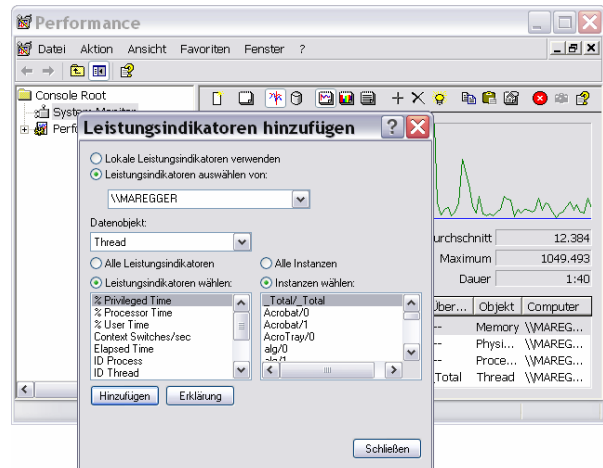 Performance
Datei Aktion Ansicht Favoriten Fenster ?
Console Root
System Monitor
Perfo
Leistungsindikatoren hinzufügen
Lokale Leistungsindikatoren verwenden
Leistungsindikatoren auswählen von:
\\MAREGGER
Datenobjekt:
Thread
Alle Leistungsindikatoren
Alle Instanzen
Leistungsindikatoren wählen:
Instanzen wählen:
% Privileged Time
% Processor Time
% User Time
Context Switches/sec
Elapsed Time
ID Process
ID Thread
_Total/_Total
Acrobat/0
Acrobat/1
AcroTray/0
alg/0
alg/1
Hinzufügen
Erklärung
Schließen
urchschnitt 12.384
Maximum 1049.493
Dauer 1:40
Über... Objekt Computer
-- Memory \\MAREG...
-- Physi... \\MAREG...
-- Proce... \\MAREG...
_Total Thread \\MAREG...